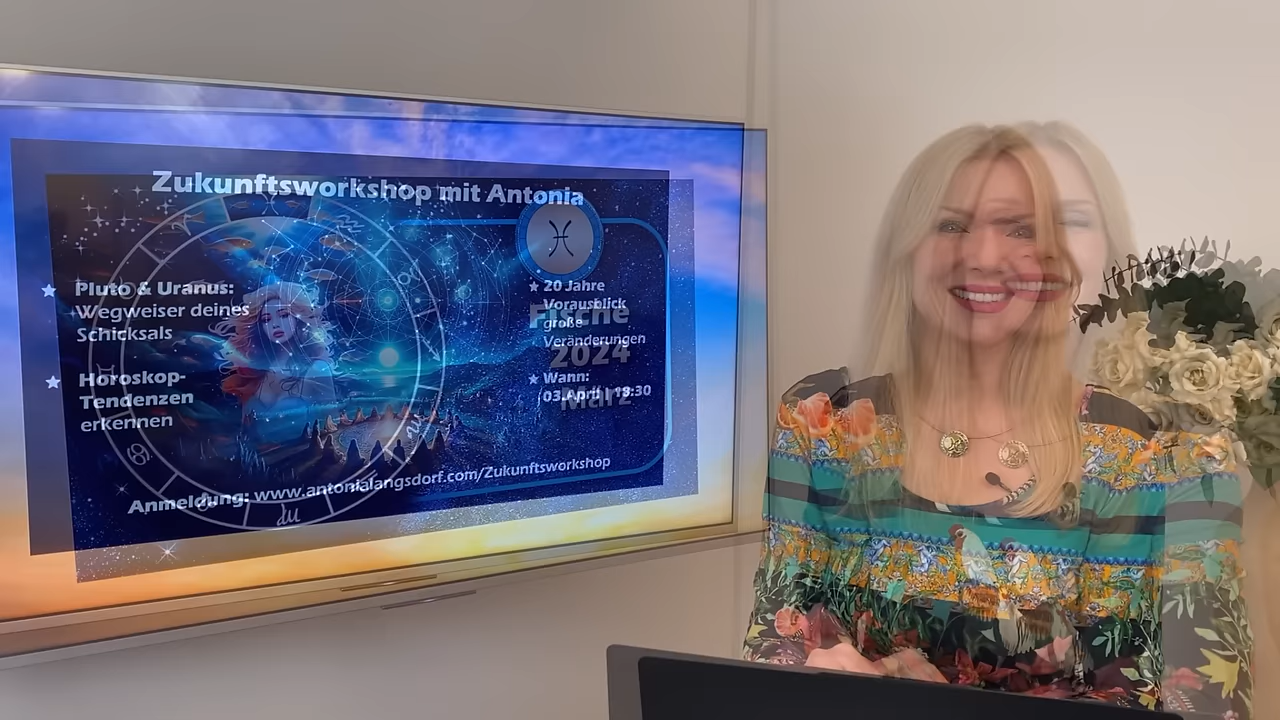 Zukunftsworkshop mit Antonia
Pluto & Uranus:
Wegweiser deines
Schicksals
Horoskop-
Tendenzen
erkennen
20 Jahre
Vorausblick
große
Veränderungen
Wann:
03.April | 18:30
Fische
2024
März
Anmeldung: www.antonialangsdorf.com/Zukunftsworkshop